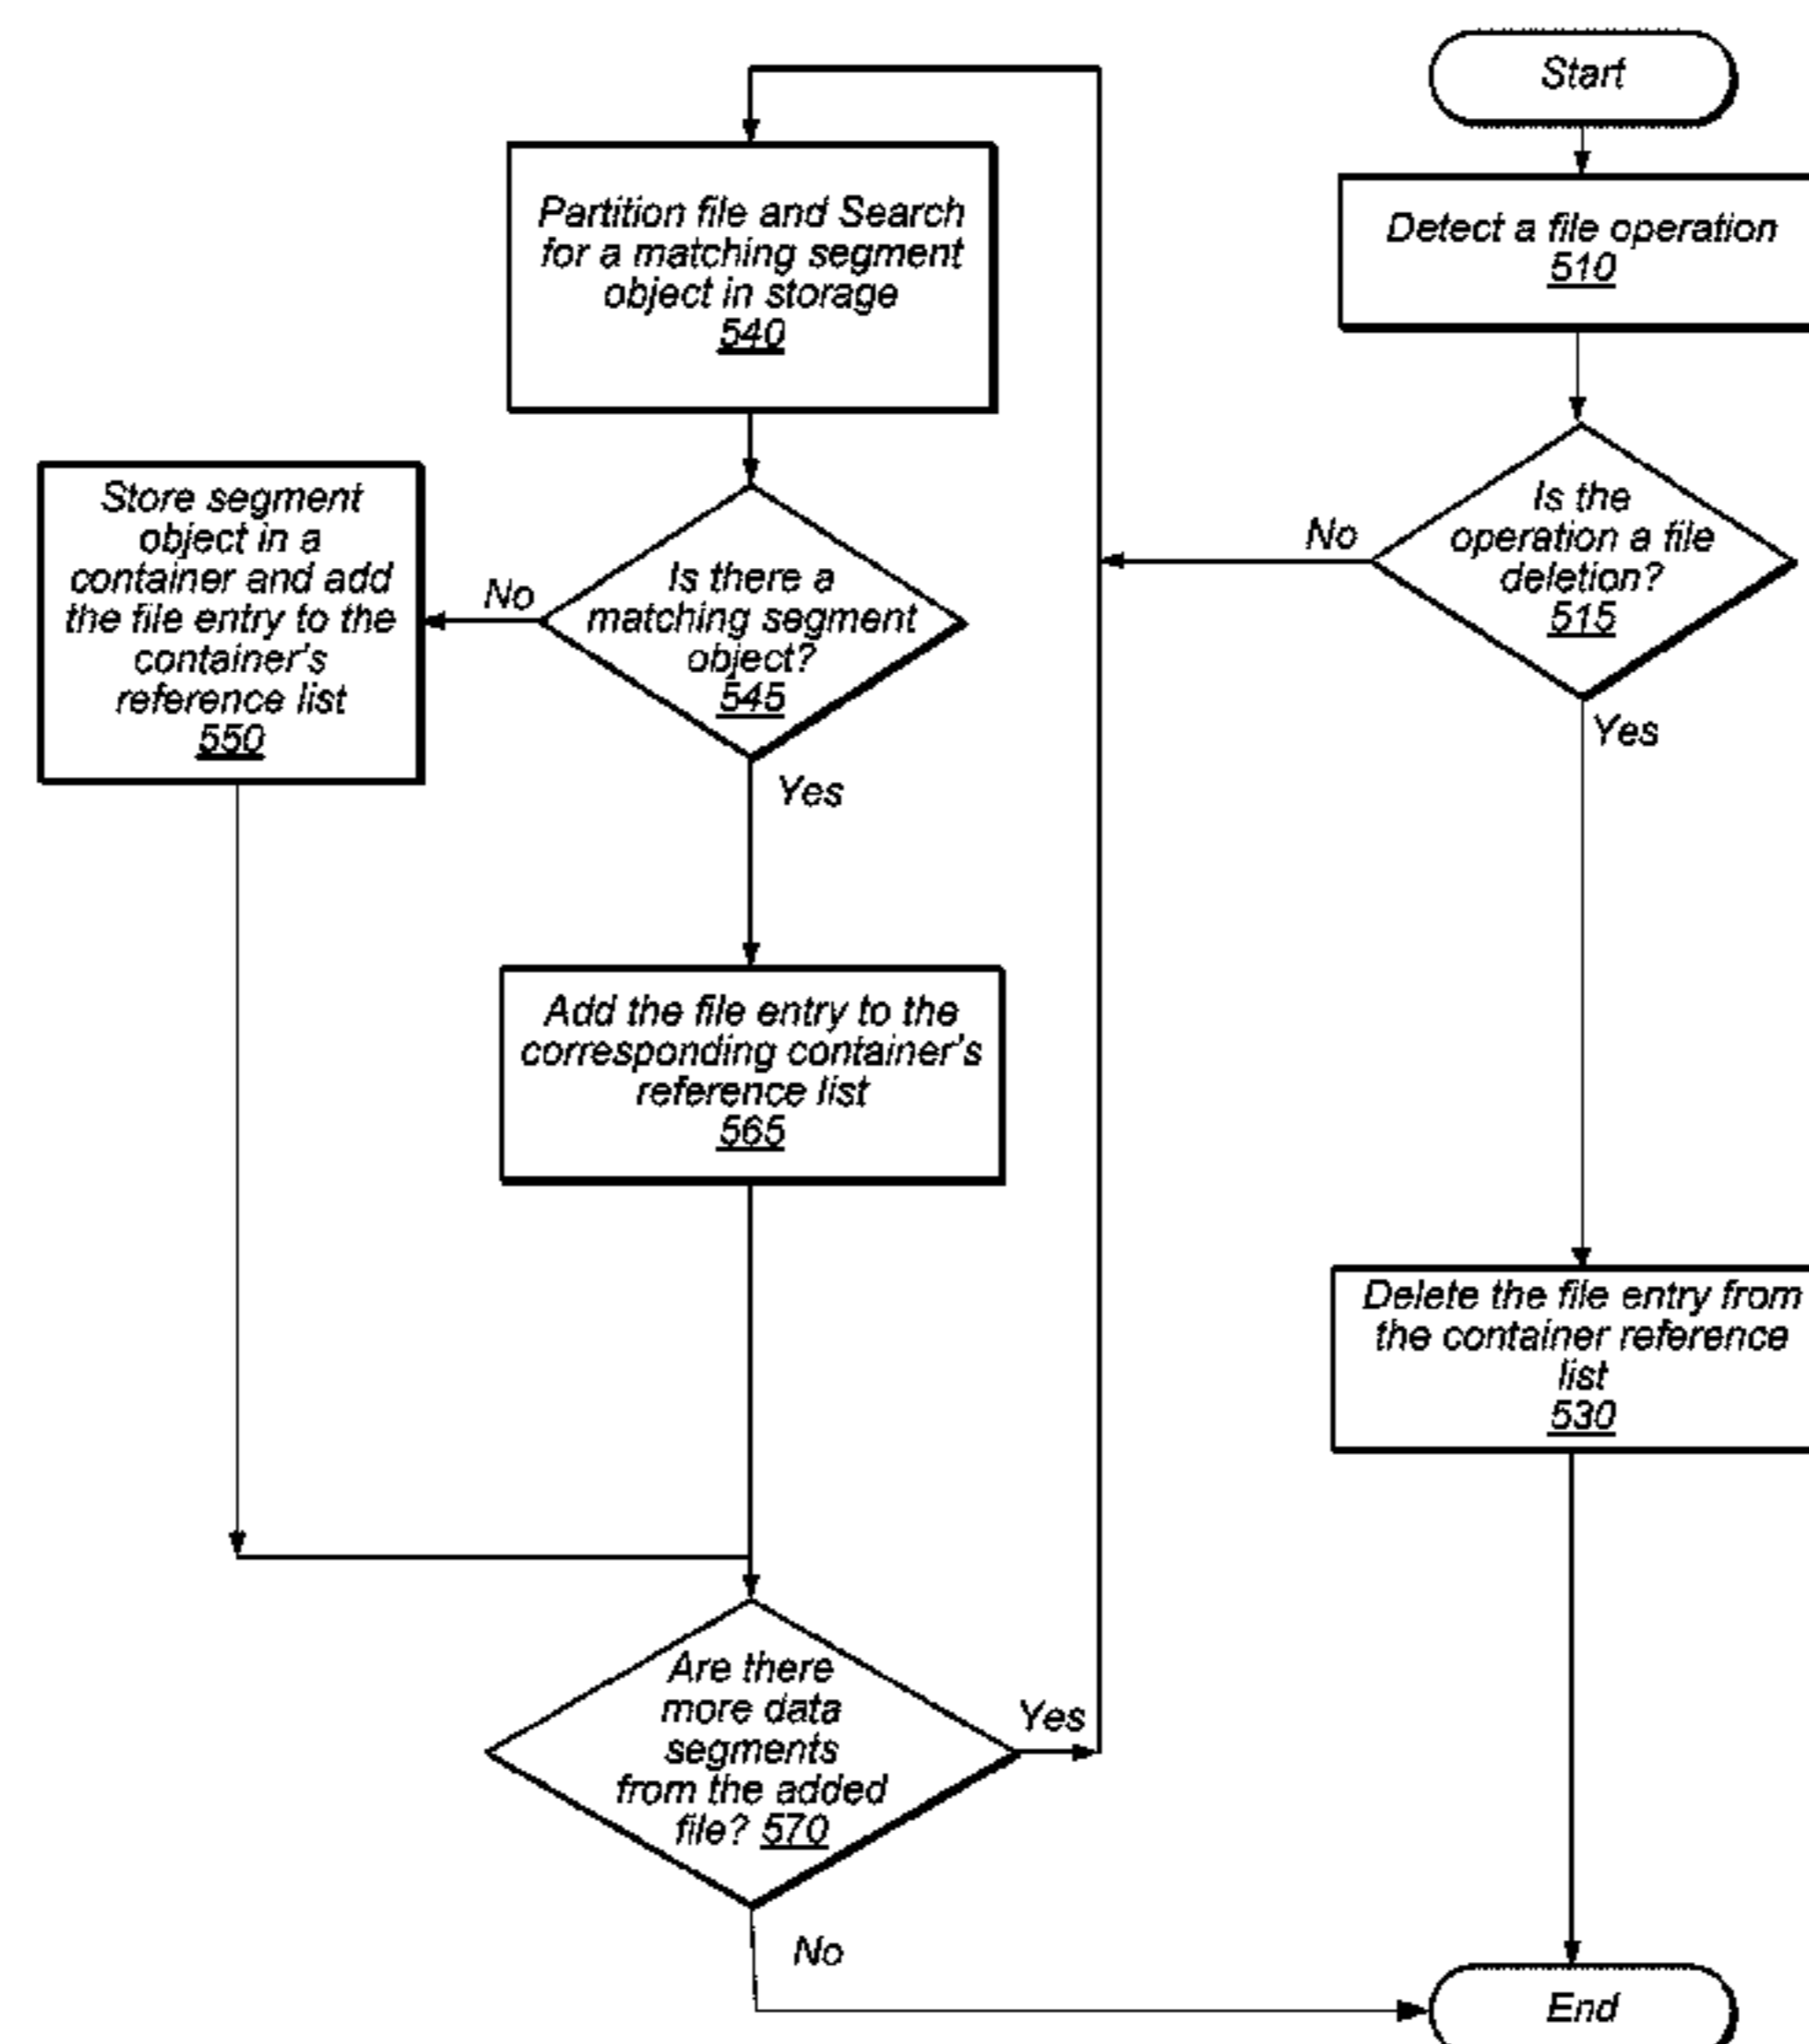 Start
Detect a file operation
510
Is the
operation a file
deletion?
515
No
Yes
Delete the file entry from
the container reference
list
530
Partition file and Search
for a matching segment
object in storage
540
Is there a
matching segment
object?
545
No
Yes
Store segment
object in a
container and add
the file entry to the
container's
reference list
550
Add the file entry to the
corresponding container's
reference list
565
Are there
more data
segments
from the added
file? 570
Yes
No
End